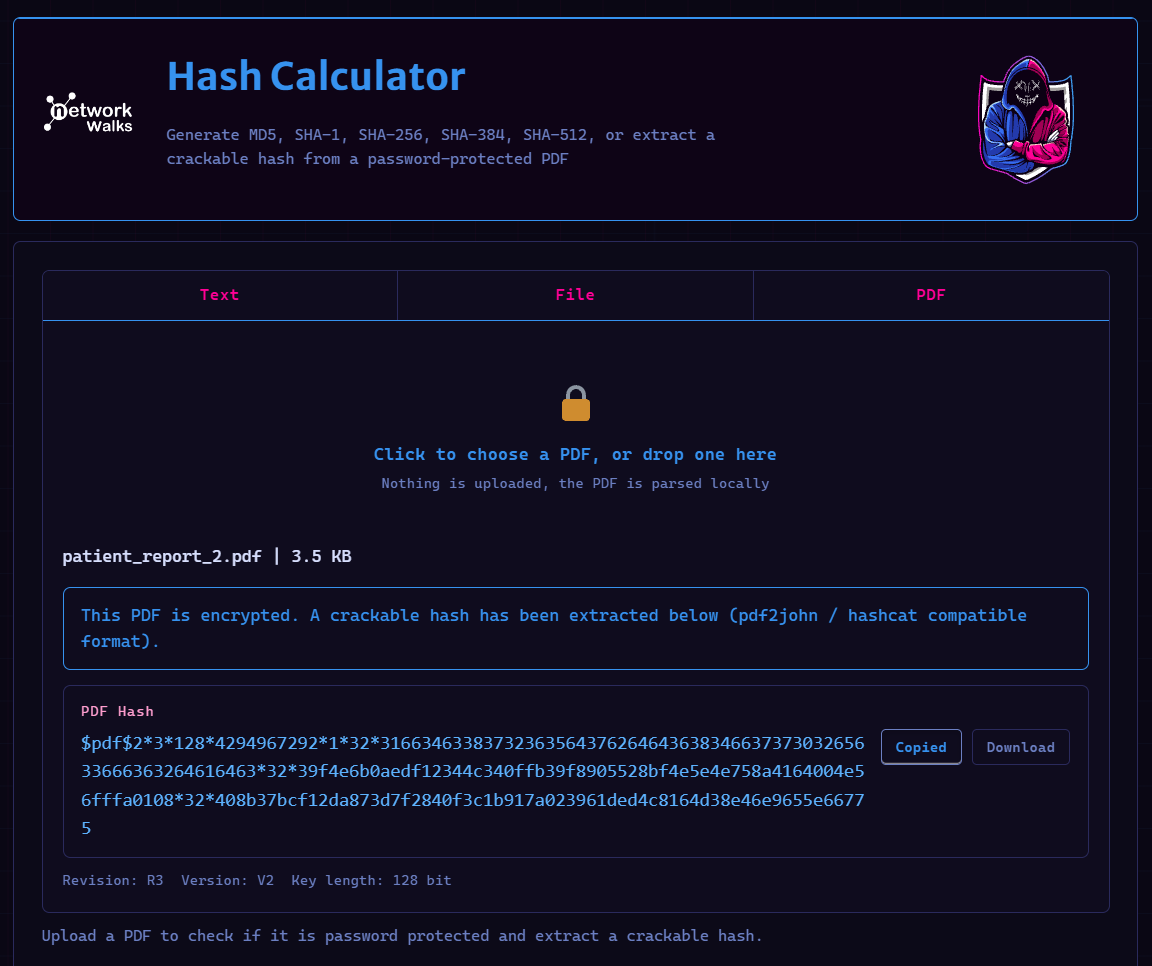 network
Walks
Hash Calculator
Generate MD5, SHA-1, SHA-256, SHA-384, SHA-512, or extract a
crackable hash from a password-protected PDF
Text
File
PDF
Click to choose a PDF, or drop one here
Nothing is uploaded, the PDF is parsed locally
patient_report_2.pdf | 3.5 KB
This PDF is encrypted. A crackable hash has been extracted below (pdf2john / hashcat compatible
format).
PDF Hash
$pdf$2*3*128*4294967292*1*32*31663463383732363564376264643638346637373032656
33666363264616463*32*39f4e6b0aedf12344c340ffb39f8905528bf4e5e4e758a4164004e5
6fffa0108*32*408b37bcf12da873d7f2840f3c1b917a023961ded4c8164d38e46e9655e6677
5
Copied
Download
Revision: R3 Version: V2 Key length: 128 bit
Upload a PDF to check if it is password protected and extract a crackable hash.